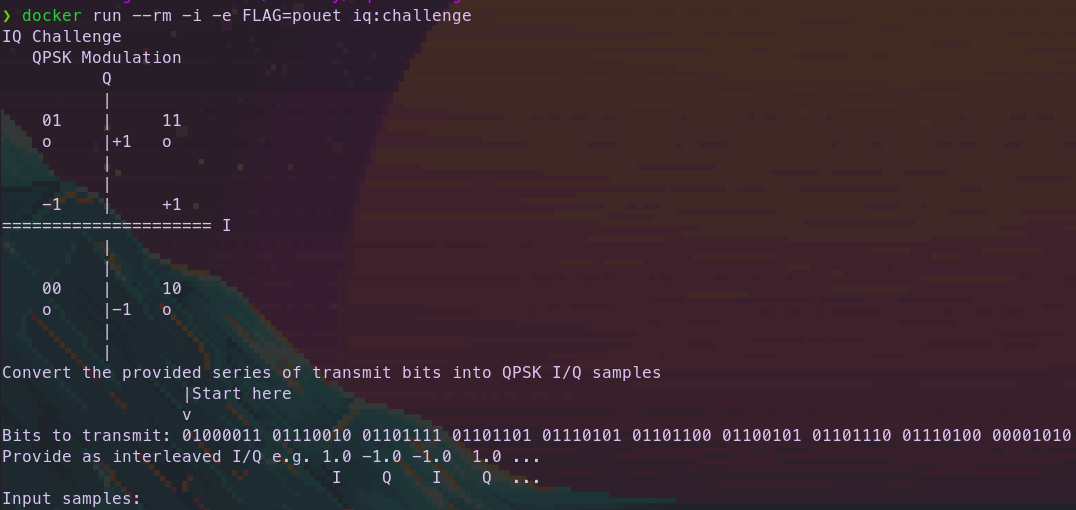 ❯ docker run --rm -i -e FLAG=pouet iq:challenge
IQ Challenge
   QPSK Modulation
          Q
          |
    01    |     11
    o     |+1   o
          |
          |
    -1    |     +1
===================== I
          |
          |
    00    |     10
    o     |-1   o
          |
          |
Convert the provided series of transmit bits into QPSK I/Q samples
                  |Start here
                  v
Bits to transmit: 01000011 01110010 01101111 01101101 01110101 01101100 01100101 01101110 01110100 00001010
Provide as interleaved I/Q e.g. 1.0 -1.0 -1.0  1.0 ...
                                 I    Q    I    Q  ...
Input samples: